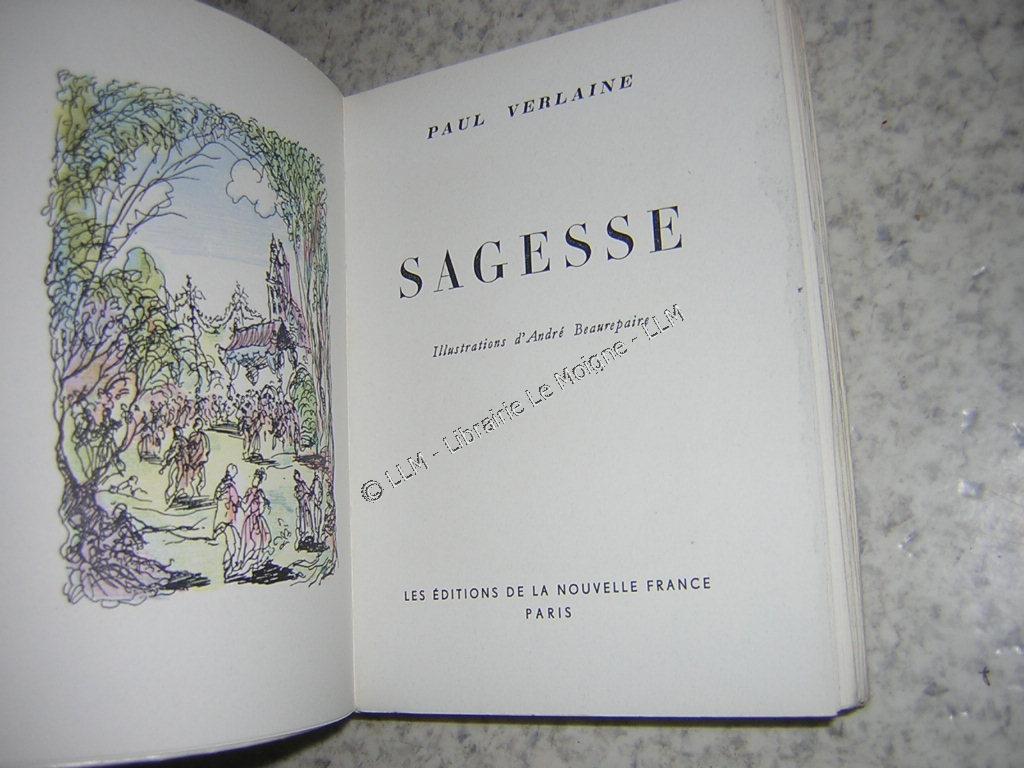 PAUL VERLAINE
SAGESSE
Illustrations d'André Beaurepaire
© LLM - Librairie Le Moigne - LLM
LES ÉDITIONS DE LA NOUVELLE FRANCE
PARIS